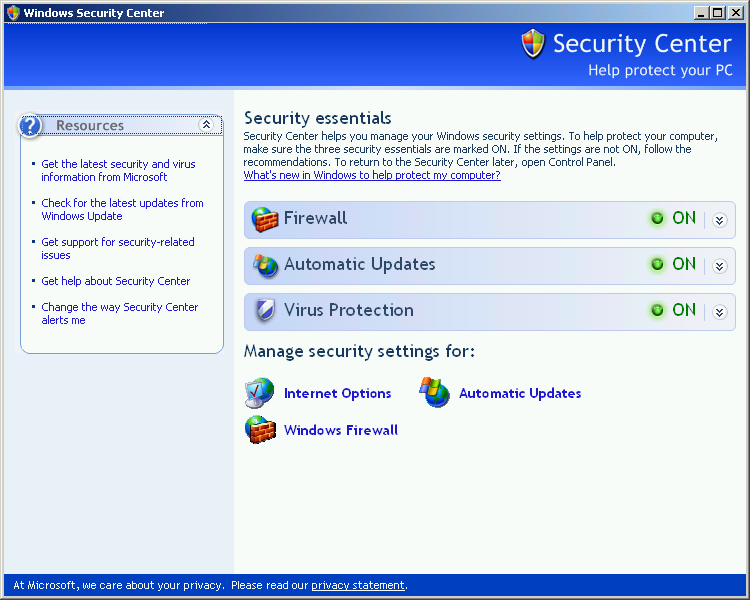 Windows Security Center
Security Center
Help protect your PC
Resources
Get the latest security and virus
information from Microsoft
Check for the latest updates from
Windows Update
Get support for security-related
issues
Get help about Security Center
Change the way Security Center
alerts me
Security essentials
Security Center helps you manage your Windows security settings. To help protect your computer,
make sure the three security essentials are marked ON. If the settings are not ON, follow the
recommendations. To return to the Security Center later, open Control Panel.
What's new in Windows to help protect my computer?
Firewall ON
Automatic Updates ON
Virus Protection ON
Manage security settings for:
Internet Options Automatic Updates
Windows Firewall
At Microsoft, we care about your privacy. Please read our privacy statement.